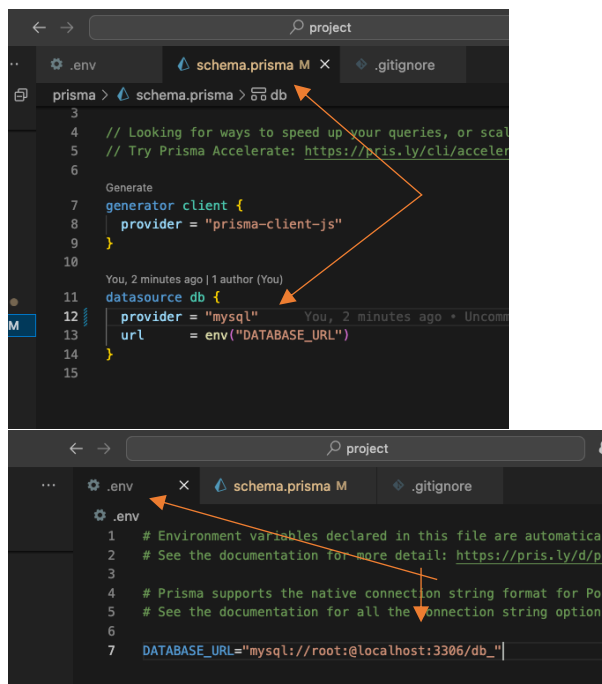 project
.env
schema.prisma M
.gitignore
prisma > schema.prisma > db
3
4 // Looking for ways to speed up your queries, or scal
5 // Try Prisma Accelerate: https://pris.ly/cli/acceler
6
Generate
7 generator client {
8 provider = "prisma-client-js"
9 }
10
You, 2 minutes ago | 1 author (You)
11 datasource db {
12 provider = "mysql" You, 2 minutes ago • Uncomm
M
13 url = env("DATABASE_URL")
14 }
15
project
.env
schema.prisma M
.gitignore
.env
1 # Environment variables declared in this file are automatica
2 # See the documentation for more detail: https://pris.ly/d/p
3
4 # Prisma supports the native connection string format for Po
5 # See the documentation for all the connection string option
6
7 DATABASE_URL="mysql://root:@localhost:3306/db_"